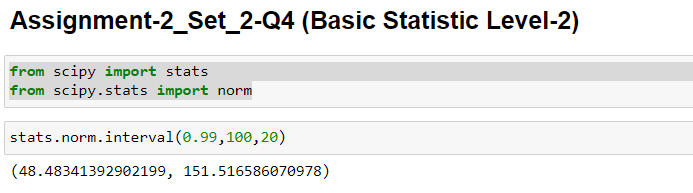 Assignment-2_Set_2-Q4 (Basic Statistic Level-2)
from scipy import stats
from scipy.stats import norm
stats.norm.interval(0.99,100,20)
(48.48341392902199, 151.516586070978)